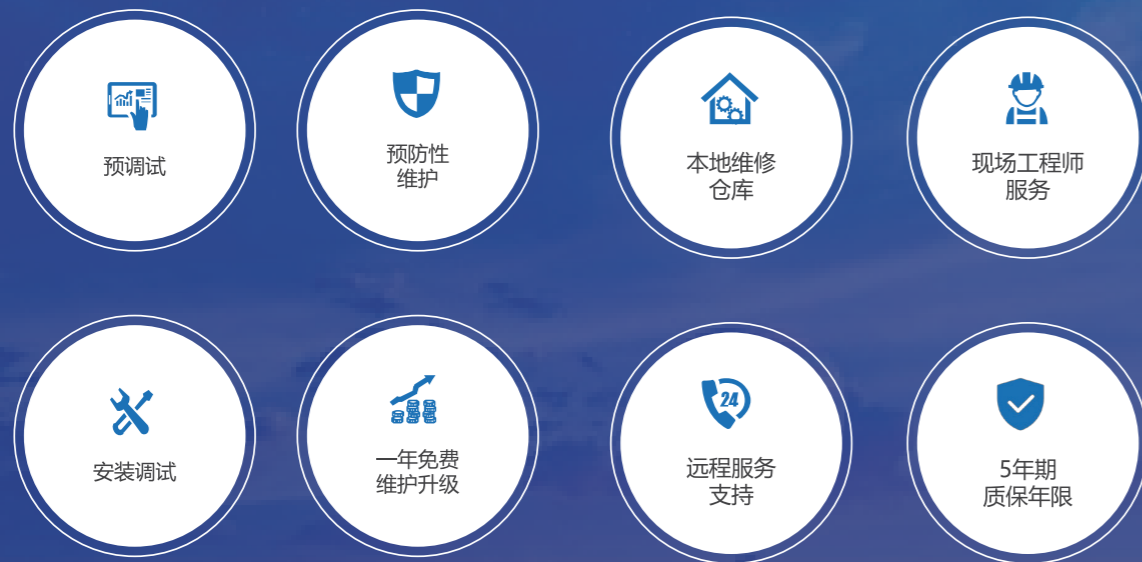 预调试
预防性
维护
本地维修
仓库
现场工程师
服务
安装调试
一年免费
维护升级
24
远程服务
支持
5年期
质保年限